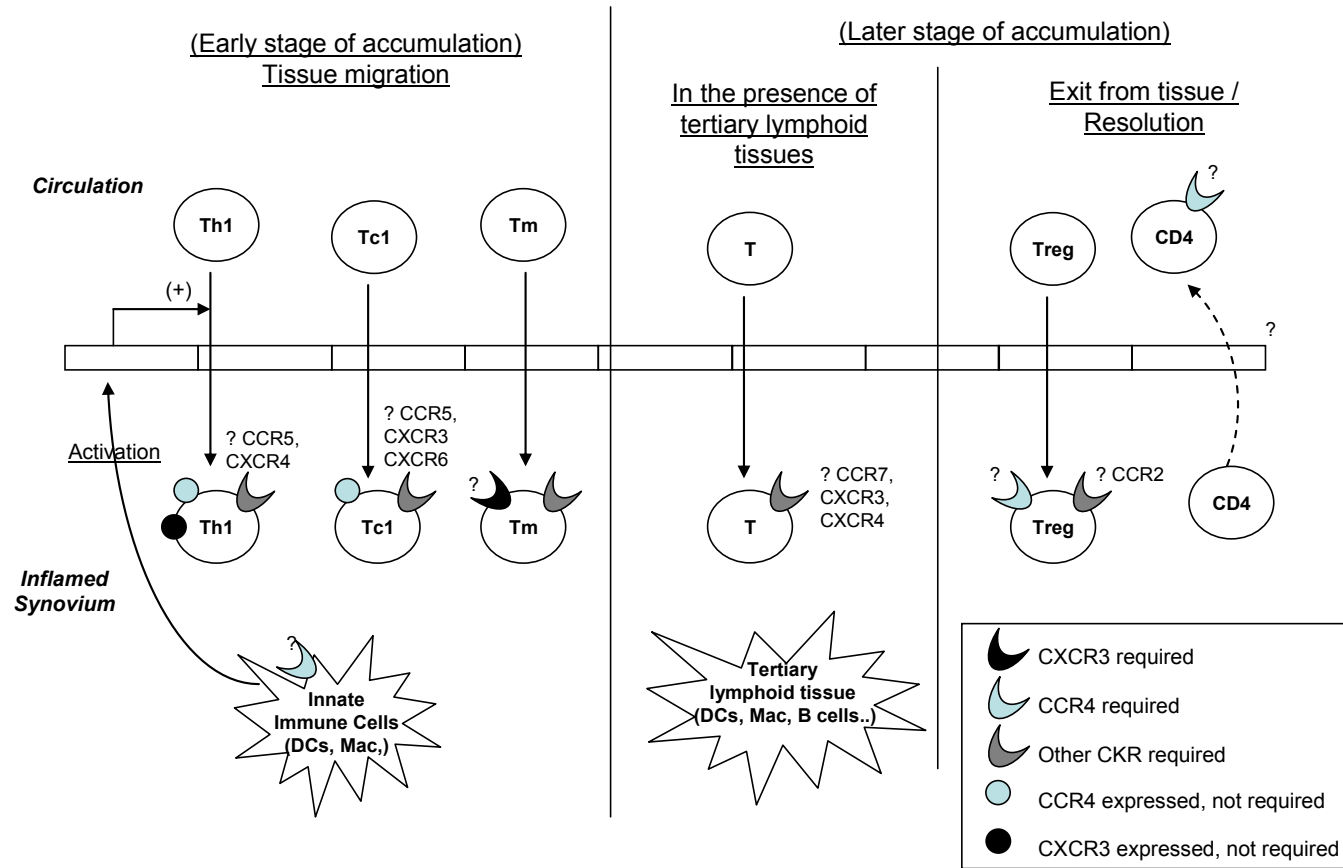 (Early stage of accumulation)
Tissue migration
(Later stage of accumulation)
In the presence of
tertiary lymphoid
tissues
Exit from tissue /
Resolution
Circulation
Th1
Tc1
Tm
T
Treg
CD4
?
(+)
?
Activation
? CCR5,
CXCR4
? CCR5,
CXCR3
CXCR6
?
? CCR7,
CXCR3,
CXCR4
?
? CCR2
Th1
Tc1
Tm
T
Treg
CD4
Inflamed
Synovium
?
Innate
Immune Cells
(DCs, Mac,)
Tertiary
lymphoid tissue
(DCs, Mac, B cells..)
CXCR3 required
CCR4 required
Other CKR required
CCR4 expressed, not required
CXCR3 expressed, not required